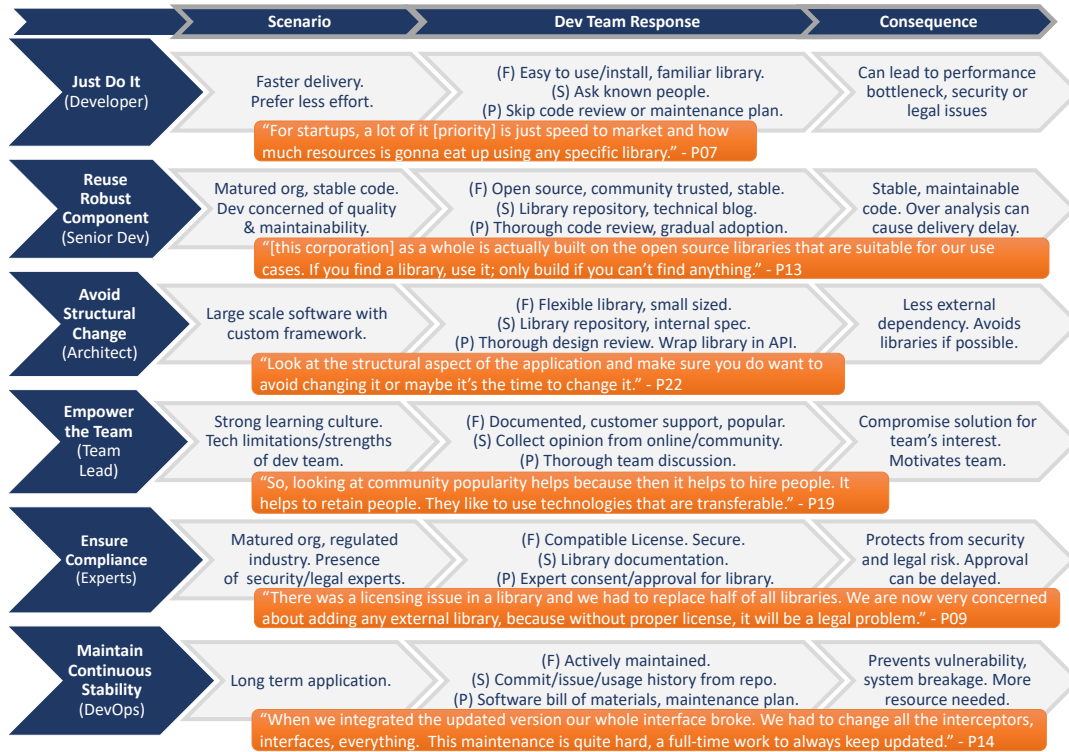 Scenario
Dev Team Response
Consequence
Just Do It
(Developer)
Faster delivery.
Prefer less effort.
(F) Easy to use/install, familiar library.
(S) Ask known people.
(P) Skip code review or maintenance plan.
Can lead to performance
bottleneck, security or
legal issues
“For startups, a lot of it [priority] is just speed to market and how
much resources is gonna eat up using any specific library.” - P07
Reuse
Robust
Component
(Senior Dev)
Matured org, stable code.
Dev concerned of quality
& maintainability.
(F) Open source, community trusted, stable.
(S) Library repository, technical blog.
(P) Thorough code review, gradual adoption.
Stable, maintainable
code. Over analysis can
cause delivery delay.
“[this corporation] as a whole is actually built on the open source libraries that are suitable for our use
cases. If you find a library, use it; only build if you can’t find anything.” - P13
Avoid
Structural
Change
(Architect)
Large scale software with
custom framework.
(F) Flexible library, small sized.
(S) Library repository, internal spec.
(P) Thorough design review. Wrap library in API.
Less external
dependency. Avoids
libraries if possible.
“Look at the structural aspect of the application and make sure you do want to
avoid changing it or maybe it’s the time to change it.” - P22
Empower
the Team
(Team
Lead)
Strong learning culture.
Tech limitations/strengths
of dev team.
(F) Documented, customer support, popular.
(S) Collect opinion from online/community.
(P) Thorough team discussion.
Compromise solution for
team’s interest.
Motivates team.
“So, looking at community popularity helps because then it helps to hire people. It
helps to retain people. They like to use technologies that are transferable.” - P19
Ensure
Compliance
(Experts)
Matured org, regulated
industry. Presence
of security/legal experts.
(F) Compatible License. Secure.
(S) Library documentation.
(P) Expert consent/approval for library.
Protects from security
and legal risk. Approval
can be delayed.
“There was a licensing issue in a library and we had to replace half of all libraries. We are now very concerned
about adding any external library, because without proper license, it will be a legal problem.” - P09
Maintain
Continuous
Stability
(DevOps)
Long term application.
(F) Actively maintained.
(S) Commit/issue/usage history from repo.
(P) Software bill of materials, maintenance plan.
Prevents vulnerability,
system breakage. More
resource needed.
“When we integrated the updated version our whole interface broke. We had to change all the interceptors,
interfaces, everything. This maintenance is quite hard, a full-time work to always keep updated.” - P14